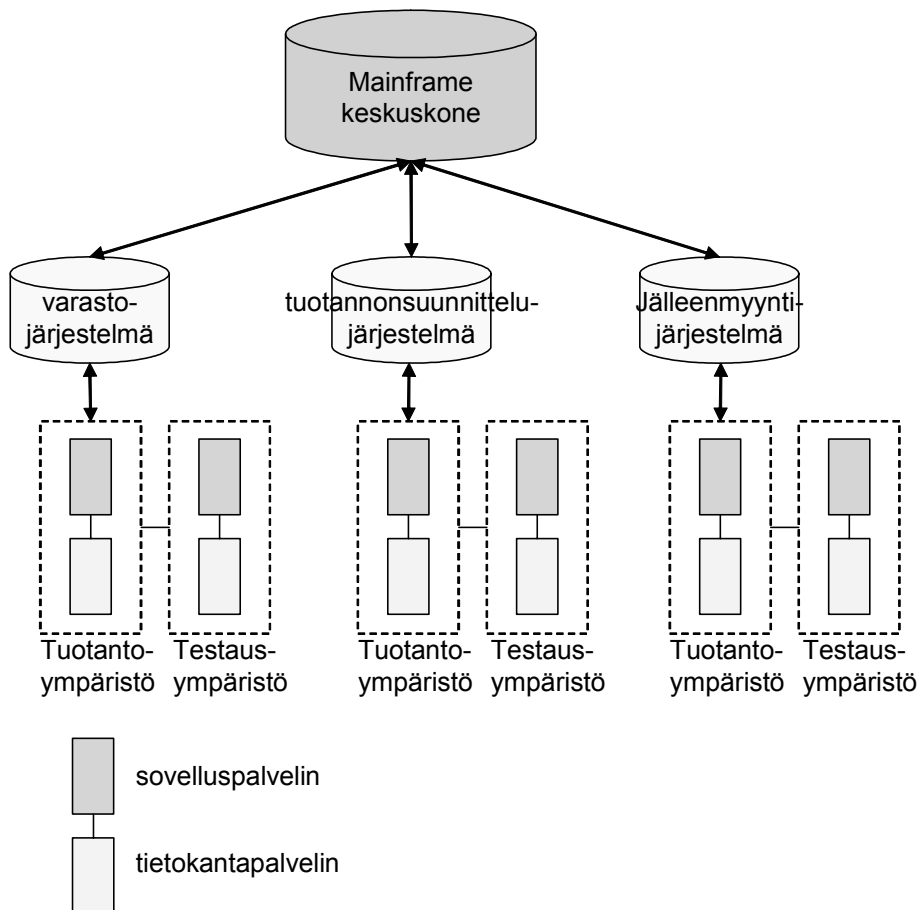 Mainframe
keskuskone
varasto-
järjestelmä
tuotannonsuunnittelu-
järjestelmä
Jälleenmyynti-
järjestelmä
Tuotanto-
ympäristö
Testaus-
ympäristö
Tuotanto-
ympäristö
Testaus-
ympäristö
Tuotanto-
ympäristö
Testaus-
ympäristö
sovelluspalvelin
tietokantapalvelin